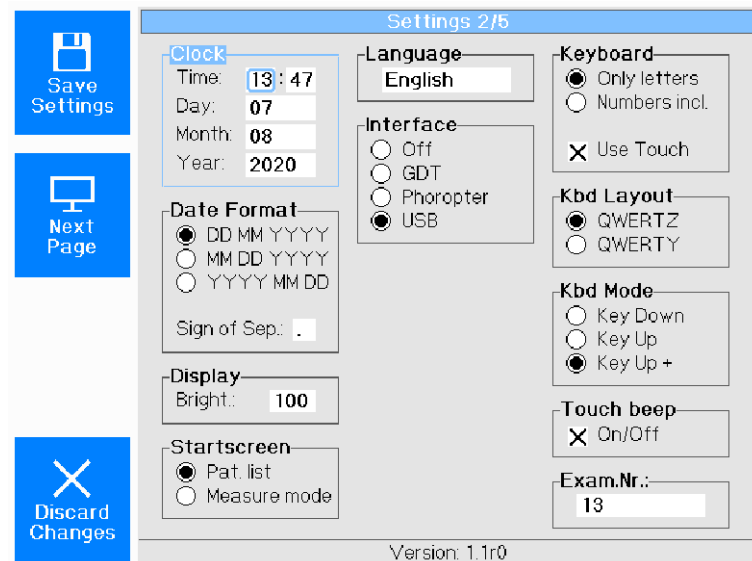 Settings 2/5
Save
Settings
Next
Page
Discard
Changes
Clock
Time: 13 : 47
Day: 07
Month: 08
Year: 2020
Date Format
DD MM YYYY
MM DD YYYY
YYYY MM DD
Sign of Sep.: .
Display
Bright.: 100
Startscreen
Pat. list
Measure mode
Language
English
Interface
Off
GDT
Phoropter
USB
Keyboard
Only letters
Numbers incl.
Use Touch
Kbd Layout
QWERTZ
QWERTY
Kbd Mode
Key Down
Key Up
Key Up +
Touch beep
On/Off
Exam.Nr.:
13
Version: 1.1r0